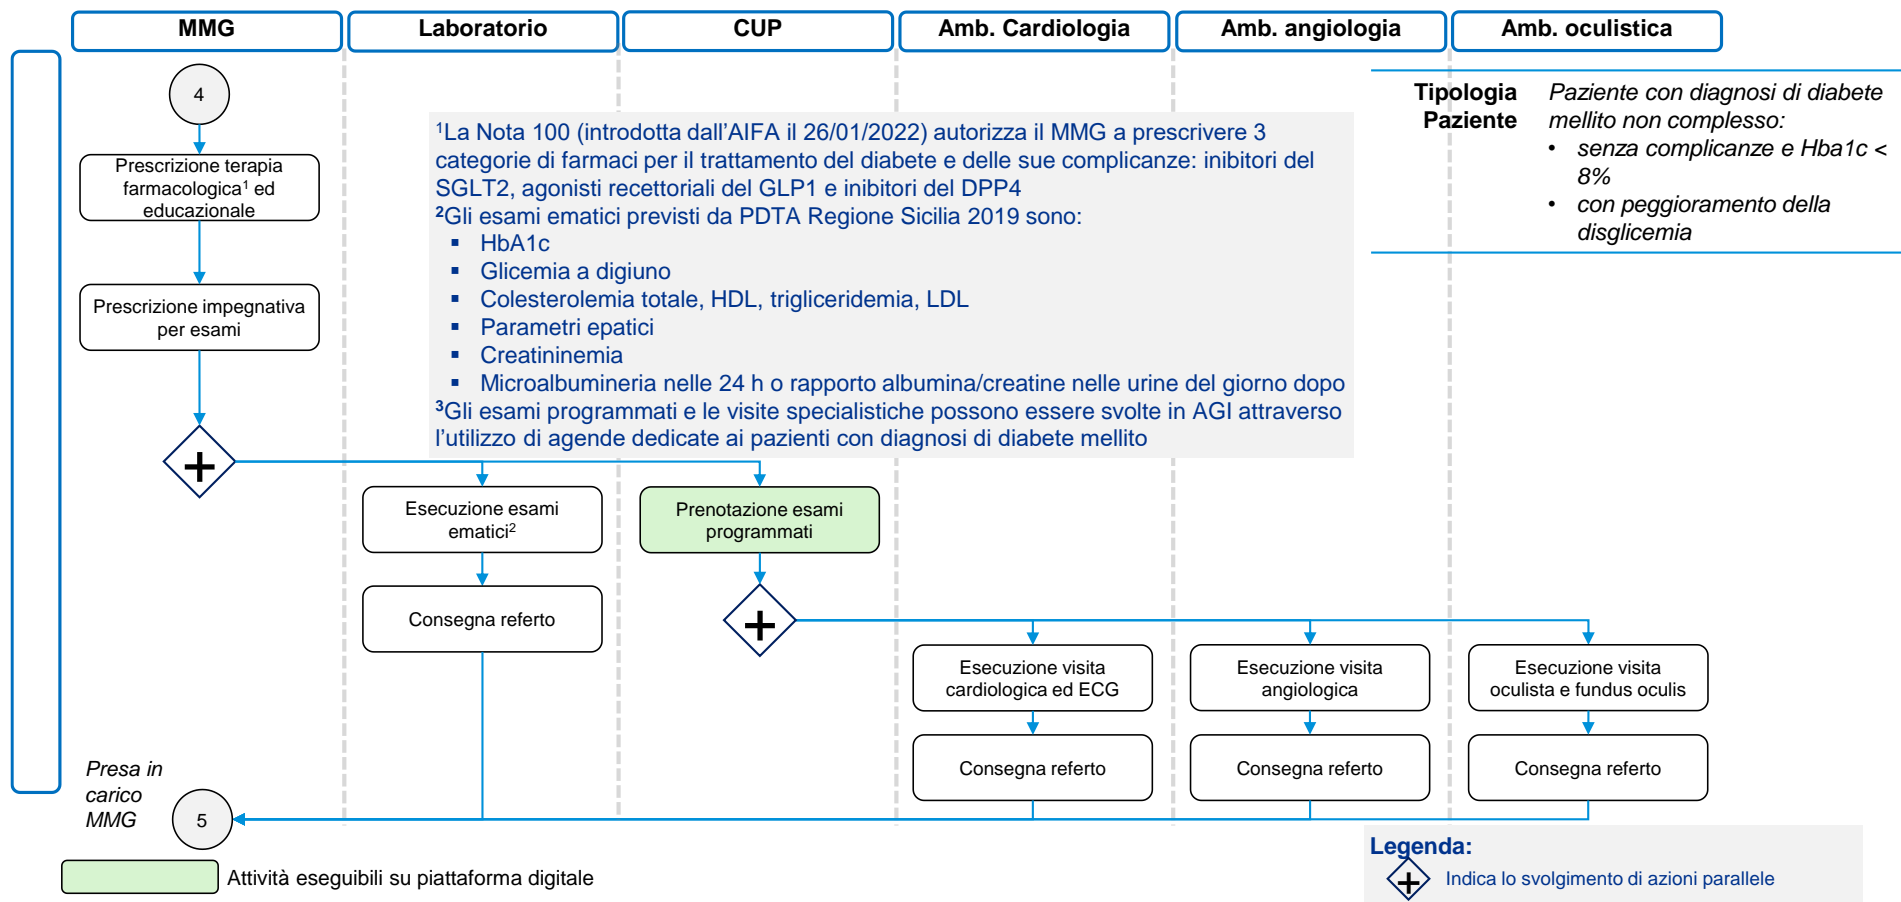 MMG
Laboratorio
CUP
Amb. Cardiologia
Amb. angiologia
Amb. oculistica
4
Prescrizione terapia
farmacologica¹ ed
educazionale
Prescrizione impegnativa
per esami
Tipologia
Paziente
Paziente con diagnosi di diabete
mellito non complesso:
• senza complicanze e Hba1c <
8%
• con peggioramento della
disglicemia
¹La Nota 100 (introdotta dall'AIFA il 26/01/2022) autorizza il MMG a prescrivere 3
categorie di farmaci per il trattamento del diabete e delle sue complicanze: inibitori del
SGLT2, agonisti recettoriali del GLP1 e inibitori del DPP4
²Gli esami ematici previsti da PDTA Regione Sicilia 2019 sono:
▪ HbA1c
▪ Glicemia a digiuno
▪ Colesterolemia totale, HDL, trigliceridemia, LDL
▪ Parametri epatici
▪ Creatininemia
▪ Microalbumineria nelle 24 h o rapporto albumina/creatine nelle urine del giorno dopo
³Gli esami programmati e le visite specialistiche possono essere svolte in AGI attraverso
l'utilizzo di agende dedicate ai pazienti con diagnosi di diabete mellito
+
Esecuzione esami
ematici²
Prenotazione esami
programmati
Consegna referto
+
Esecuzione visita
cardiologica ed ECG
Esecuzione visita
angiologica
Esecuzione visita
oculista e fundus oculis
Consegna referto
Consegna referto
Consegna referto
Presa in
carico
MMG
5
Attività eseguibili su piattaforma digitale
Legenda:
+
Indica lo svolgimento di azioni parallele